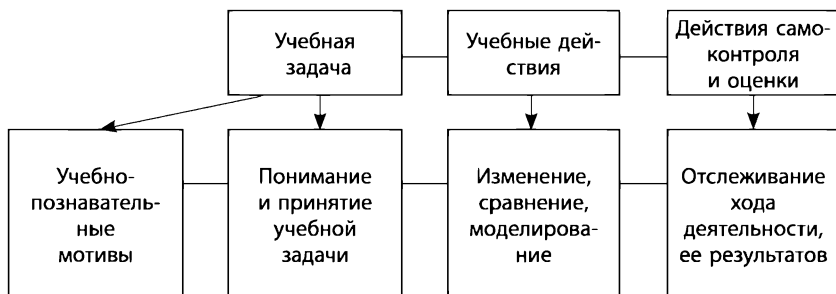 Учебная
задача
Учебные дей-
ствия
Действия само-
контроля
и оценки
Учебно-
познаватель-
ные
мотивы
Понимание
и принятие
учебной
задачи
Изменение,
сравнение,
моделирова-
ние
Отслеживание
хода
деятельности,
ее результатов